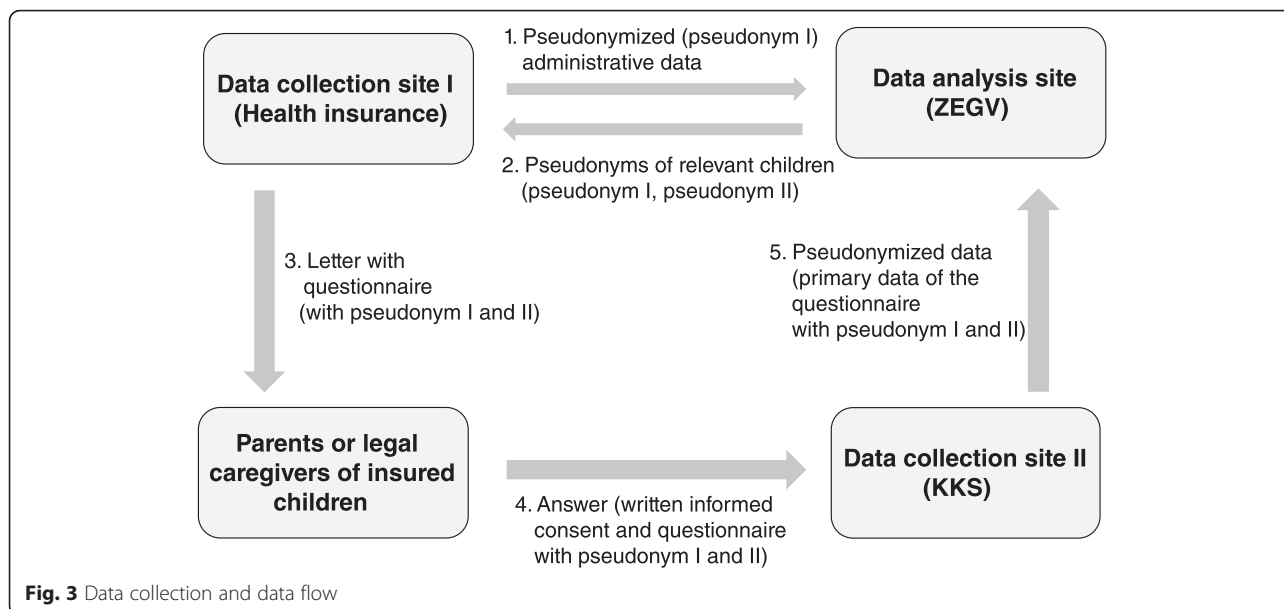 Data collection site I
(Health insurance)
1. Pseudonymized (pseudonym I)
administrative data
Data analysis site
(ZEGV)
2. Pseudonyms of relevant children
(pseudonym I, pseudonym II)
3. Letter with
questionnaire
(with pseudonym I and II)
5. Pseudonymized data
(primary data of the
questionnaire
with pseudonym I and II)
Parents or legal
caregivers of insured
children
4. Answer (written informed
consent and questionnaire
with pseudonym I and II)
Data collection site II
(KKS)
Fig. 3 Data collection and data flow